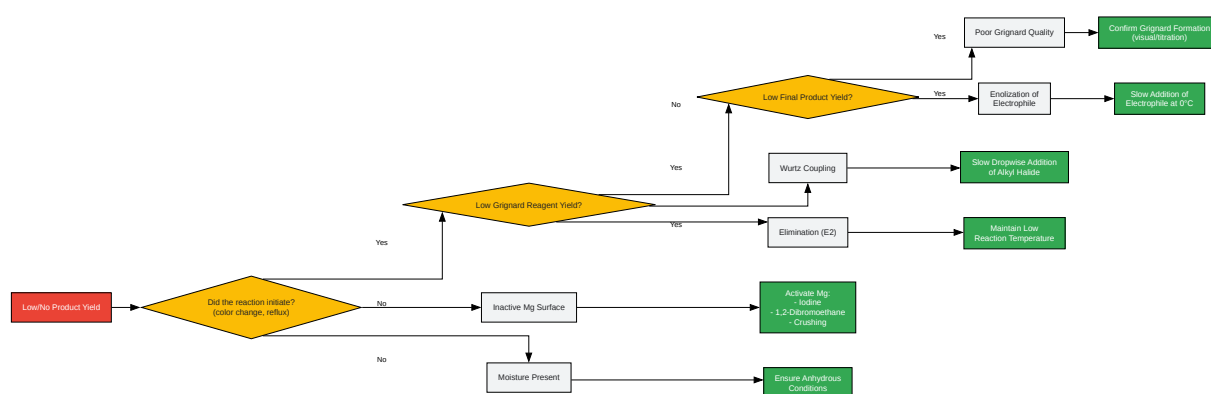 Yes
Poor Grignard Quality
Confirm Grignard Formation
(visual/titration)
Low Final Product Yield?
Yes
Enolization of
Electrophile
Slow Addition of
Electrophile at 0°C
No
Yes
Wurtz Coupling
Slow Dropwise Addition
of Alkyl Halide
Low Grignard Reagent Yield?
Yes
Elimination (E2)
Maintain Low
Reaction Temperature
Yes
Low/No Product Yield
Did the reaction initiate?
(color change, reflux)
No
Inactive Mg Surface
Activate Mg:
- Iodine
- 1,2-Dibromoethane
- Crushing
No
Moisture Present
Ensure Anhydrous
Conditions